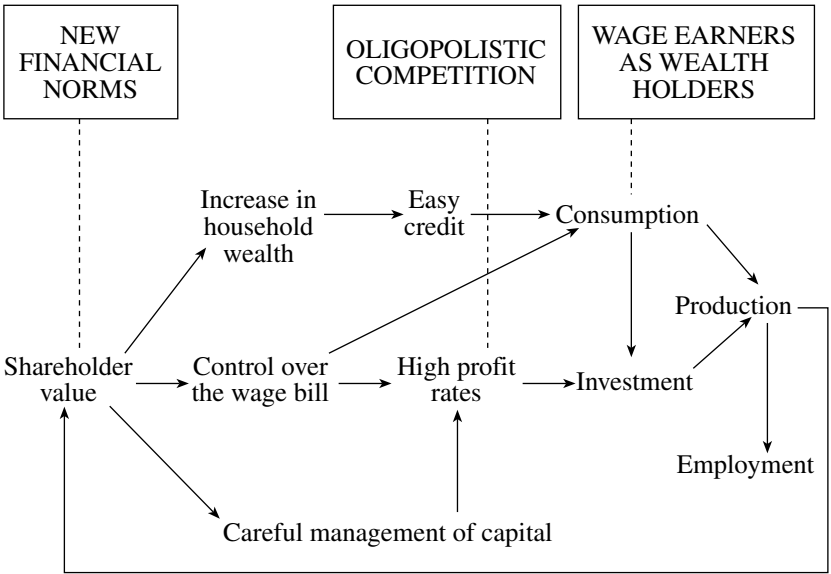 NEW
FINANCIAL
NORMS
OLIGOPOLISTIC
COMPETITION
WAGE EARNERS
AS WEALTH
HOLDERS
Increase in
household
wealth
Easy
credit
Consumption
Production
Shareholder
value
Control over
the wage bill
High profit
rates
Investment
Employment
Careful management of capital